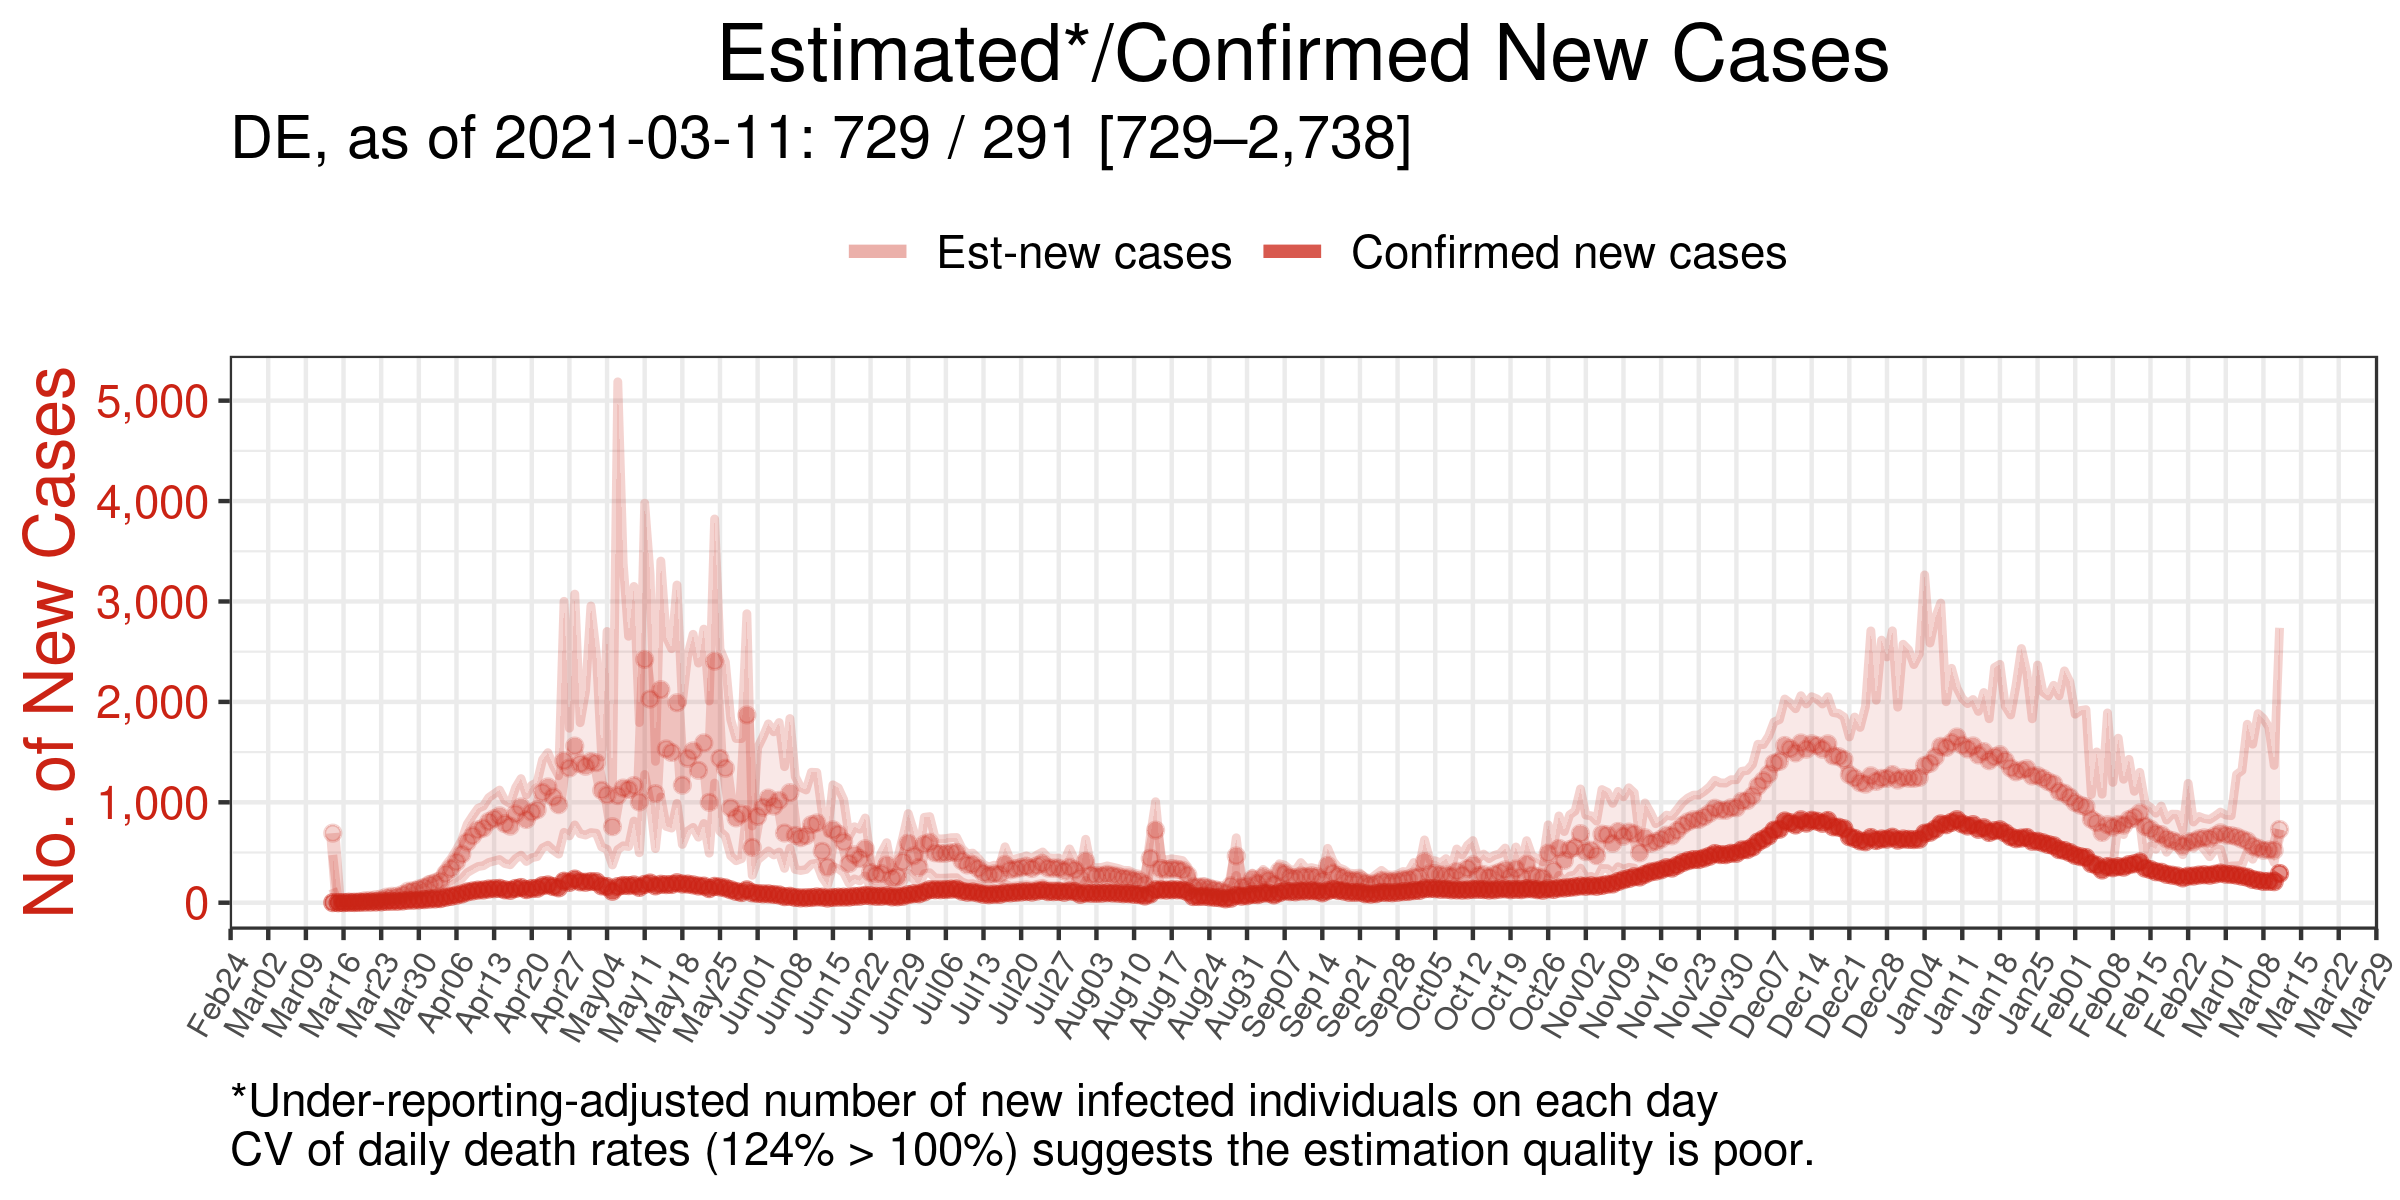 Estimated*/Confirmed New Cases
DE, as of 2021-03-11: 729 / 291 [729–2,738]
Est-new cases Confirmed new cases
No. of New Cases
5,000
4,000
3,000
2,000
1,000
0
Feb24 Mar02 Mar09 Mar16 Mar23 Mar30 Apr06 Apr13 Apr20 Apr27 May04 May11 May18 May25 Jun01 Jun08 Jun15 Jun22 Jun29 Jul06 Jul13 Jul20 Jul27 Aug03 Aug10 Aug17 Aug24 Aug31 Sep07 Sep14 Sep21 Sep28 Oct05 Oct12 Oct19 Oct26 Nov02 Nov09 Nov16 Nov23 Nov30 Dec07 Dec14 Dec21 Dec28 Jan04 Jan11 Jan18 Jan25 Feb01 Feb08 Feb15 Feb22 Mar01 Mar08 Mar15 Mar22 Mar29
*Under-reporting-adjusted number of new infected individuals on each day
CV of daily death rates (124% > 100%) suggests the estimation quality is poor.